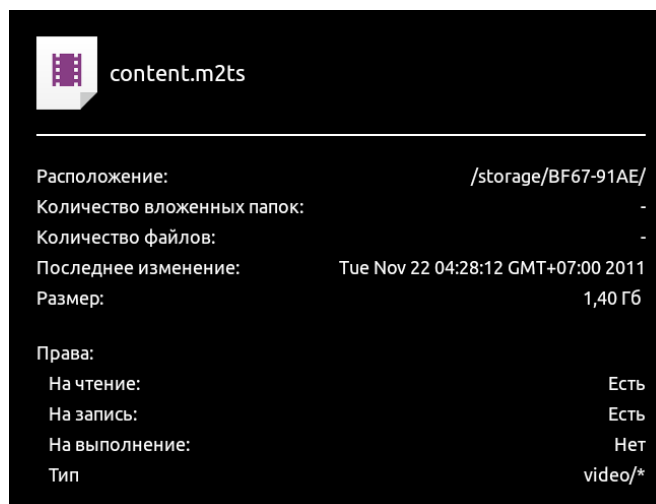 content.m2ts
Расположение: /storage/BF67-91AE/
Количество вложенных папок: -
Количество файлов: -
Последнее изменение: Tue Nov 22 04:28:12 GMT+07:00 2011
Размер: 1,40 Гб
Права:
На чтение: Есть
На запись: Есть
На выполнение: Нет
Тип video/*